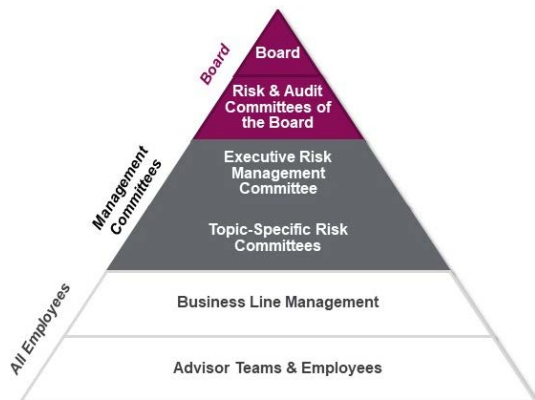 Board
Board
Risk & Audit
Committees of
the Board
Management
Committees
Executive Risk
Management
Committee
Topic-Specific Risk
Committees
All Employees
Business Line Management
Advisor Teams & Employees